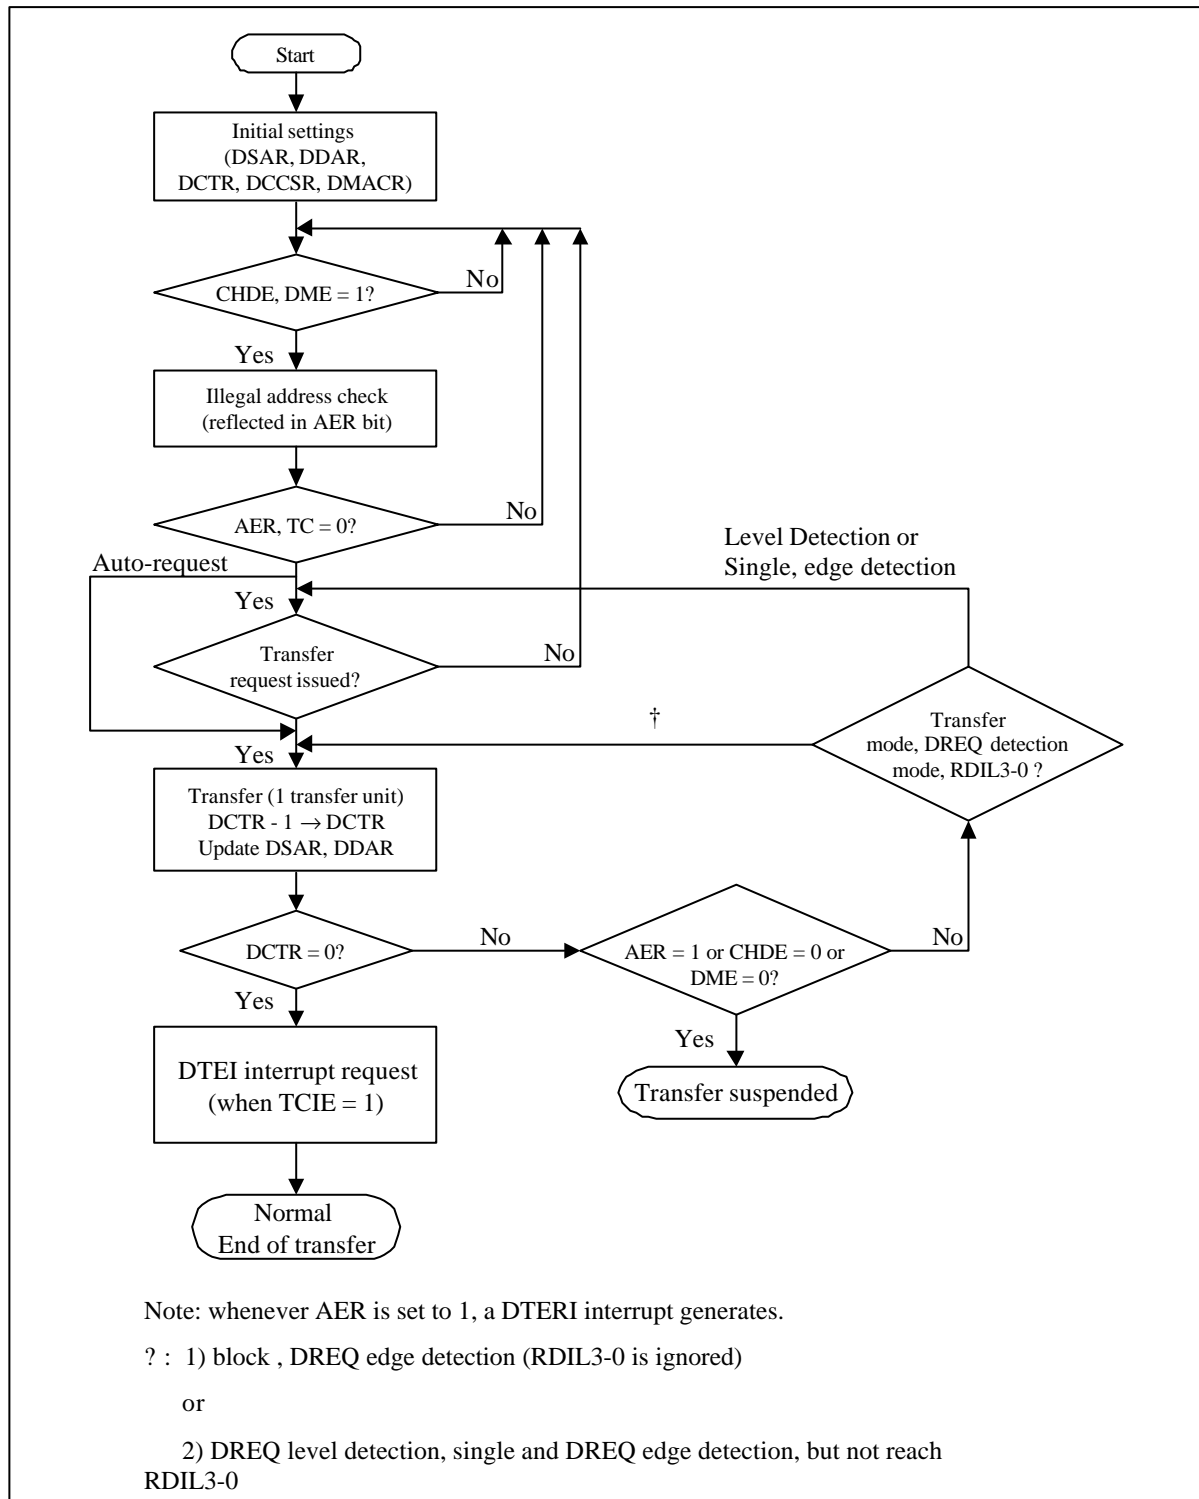 Start
Initial settings
(DSAR, DDAR,
DCTR, DCCSR, DMACR)
CHDE, DME = 1?
No
Yes
Illegal address check
(reflected in AER bit)
AER, TC = 0?
No
Auto-request
Yes
Level Detection or
Single, edge detection
Transfer
request issued?
No
†
Transfer
mode, DREQ detection
mode, RDIL3-0 ?
Yes
Transfer (1 transfer unit)
DCTR - 1 → DCTR
Update DSAR, DDAR
DCTR = 0?
No
AER = 1 or CHDE = 0 or
DME = 0?
No
Yes
Yes
DTEI interrupt request
(when TCIE = 1)
Transfer suspended
Normal
End of transfer
Note: whenever AER is set to 1, a DTERI interrupt generates.
? : 1) block , DREQ edge detection (RDIL3-0 is ignored)
or
2) DREQ level detection, single and DREQ edge detection, but not reach
RDIL3-0